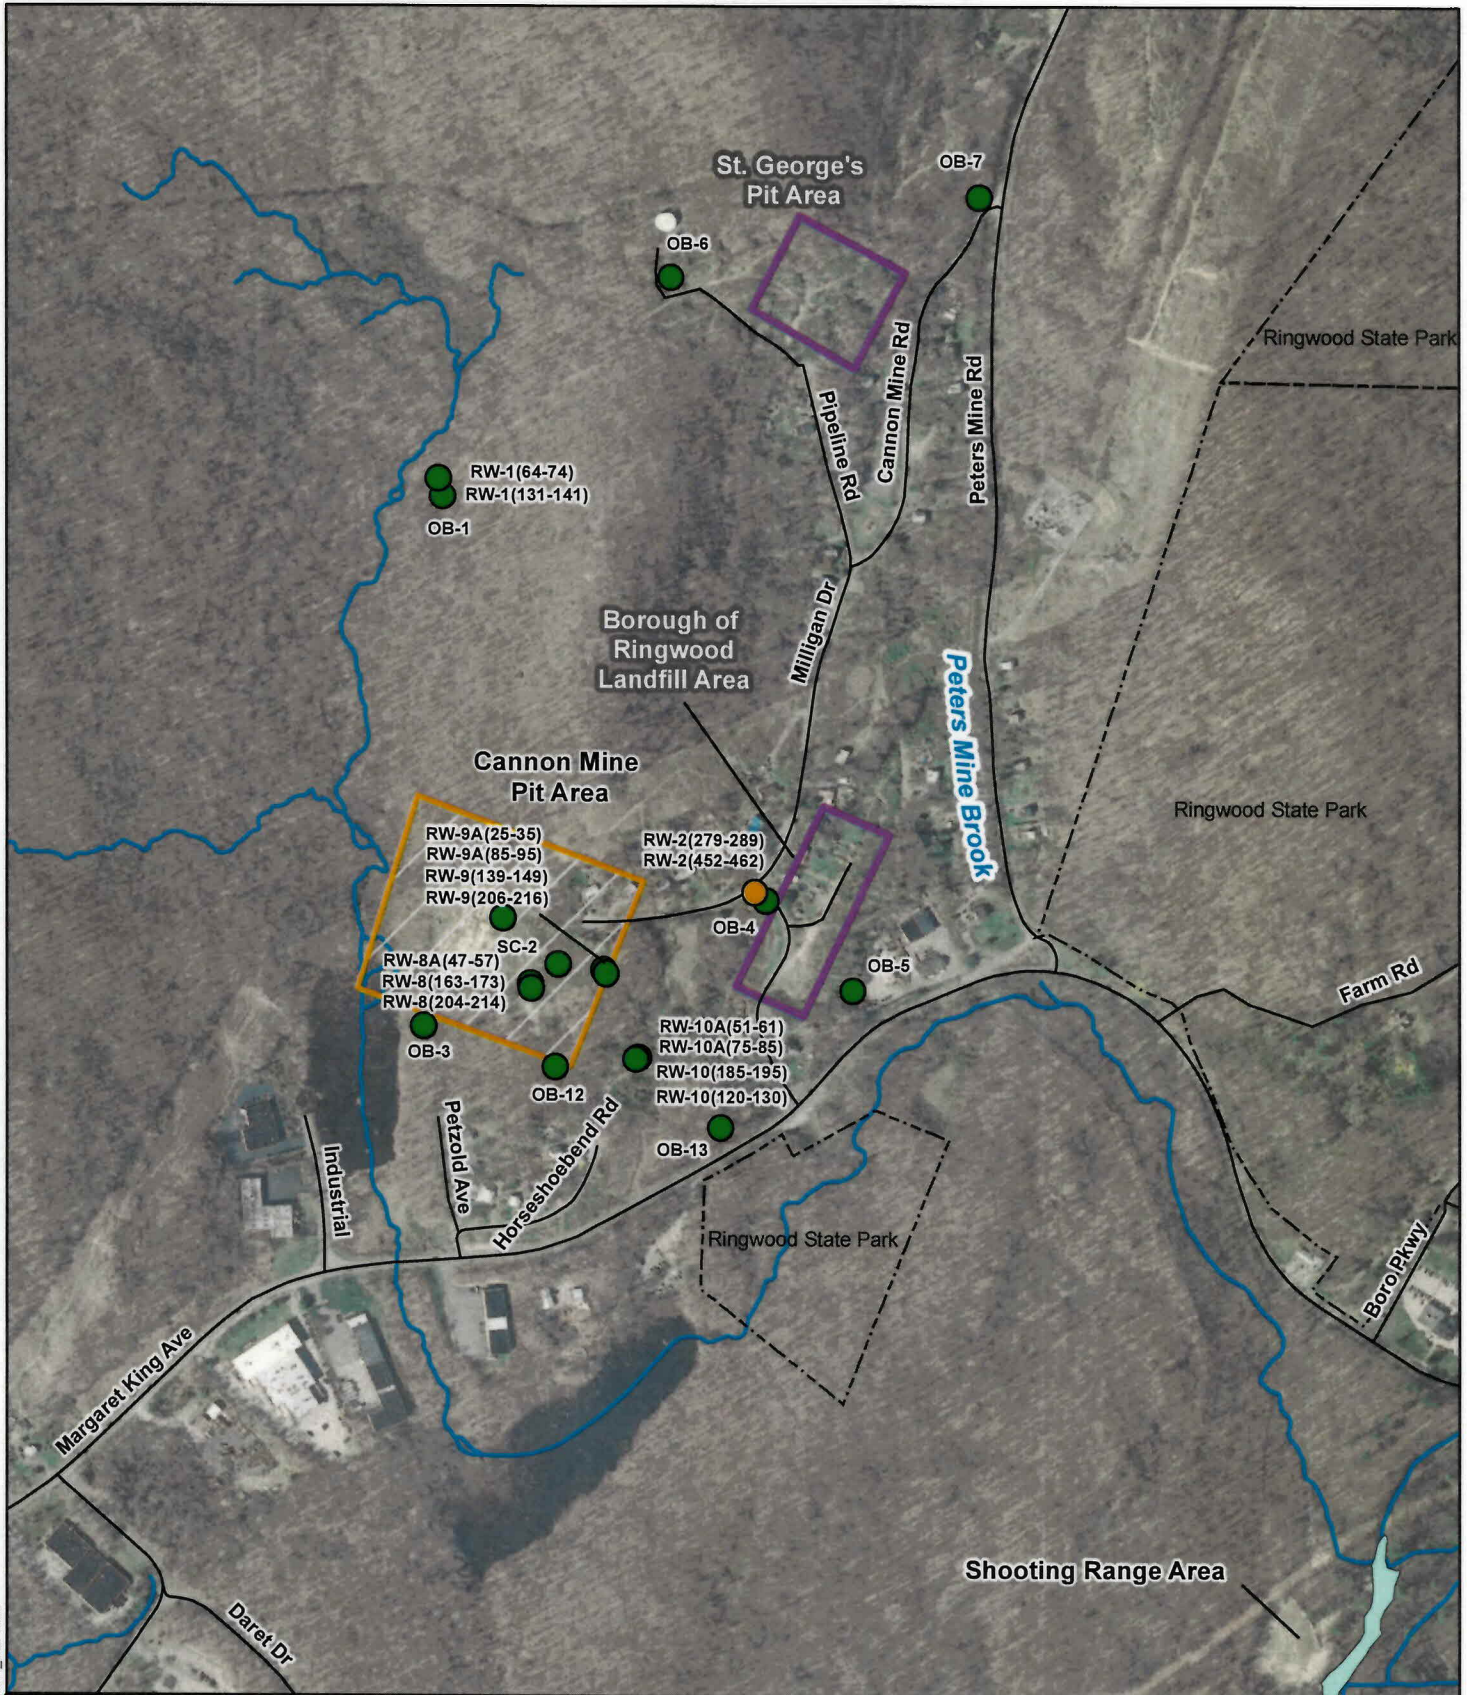 St. George's
Pit Area
OB-7
OB-6
Ringwood State Park
Cannon Mine Rd
Peters Mine Rd
Pipeline Rd
RW-1(64-74)
RW-1(131-141)
OB-1
Milligan Dr
Borough of
Ringwood
Landfill Area
Peters Mine Brook
Cannon Mine
Pit Area
Ringwood State Park
RW-9A(25-35)
RW-9A(85-95)
RW-9(139-149)
RW-9(206-216)
RW-2(279-289)
RW-2(452-462)
OB-4
SC-2
RW-8A(47-57)
RW-8(163-173)
RW-8(204-214)
OB-5
Farm Rd
OB-3
RW-10A(51-61)
RW-10A(75-85)
RW-10(185-195)
RW-10(120-130)
OB-12
OB-13
Industrial
Petzold Ave
Horseshoebend Rd
Ringwood State Park
Boro Pkwy
Margaret King Ave
Shooting Range Area
Daret Dr